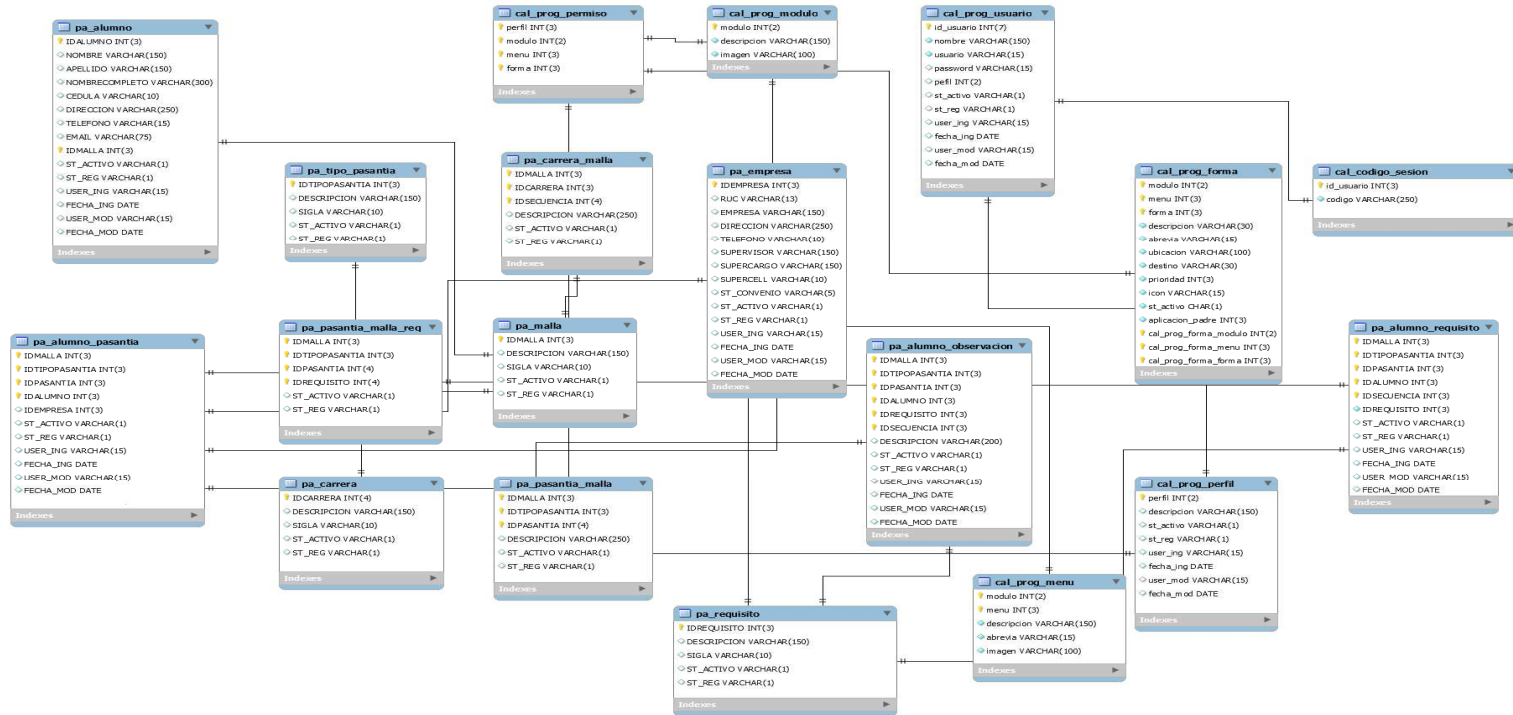 pa_alumno
IDALUMNO INT(3)
NOMBRE VARCHAR(150)
APELLIDO VARCHAR(150)
NOMBRECOMPLETO VARCHAR(300)
CEDULA VARCHAR(10)
DIRECCION VARCHAR(250)
TELEFONO VARCHAR(15)
EMAIL VARCHAR(75)
IDMALLA INT(3)
ST_ACTIVO VARCHAR(1)
ST_REG VARCHAR(1)
USER_ING VARCHAR(15)
FECHA_ING DATE
USER_MOD VARCHAR(15)
FECHA_MOD DATE
Indexes
cal_prog_permiso
perfil INT(3)
modulo INT(2)
menu INT(3)
forma INT(3)
Indexes
cal_prog_modulo
modulo INT(2)
descripcion VARCHAR(150)
imagen VARCHAR(100)
Indexes
cal_prog_usuario
id_usuario INT(7)
nombre VARCHAR(150)
usuario VARCHAR(15)
password VARCHAR(15)
pefil INT(2)
st_activo VARCHAR(1)
st_reg VARCHAR(1)
user_ing VARCHAR(15)
fecha_ing DATE
user_mod VARCHAR(15)
fecha_mod DATE
Indexes
pa_tipo_pasantia
IDTIPOPASANTIA INT(3)
DESCRIPCION VARCHAR(150)
SIGLA VARCHAR(10)
ST_ACTIVO VARCHAR(1)
ST_REG VARCHAR(1)
Indexes
pa_carrera_malla
IDMALLA INT(3)
IDCARRERA INT(3)
IDSECUENCIA INT(4)
DESCRIPCION VARCHAR(250)
ST_ACTIVO VARCHAR(1)
ST_REG VARCHAR(1)
Indexes
pa_empresa
IDEMPRESA INT(3)
RUC VARCHAR(13)
EMPRESA VARCHAR(150)
DIRECCION VARCHAR(250)
TELEFONO VARCHAR(10)
SUPERVISOR VARCHAR(150)
SUPERCARGO VARCHAR(150)
SUPERCELL VARCHAR(10)
ST_CONVENIO VARCHAR(5)
ST_ACTIVO VARCHAR(1)
ST_REG VARCHAR(1)
USER_ING VARCHAR(15)
FECHA_ING DATE
USER_MOD VARCHAR(15)
FECHA_MOD DATE
Indexes
cal_prog_forma
modulo INT(2)
menu INT(3)
forma INT(3)
descripcion VARCHAR(30)
abrevia VARCHAR(15)
ubicacion VARCHAR(100)
destino VARCHAR(30)
prioridad INT(3)
icon VARCHAR(15)
st_activo CHAR(1)
aplicacion_padre INT(3)
cal_prog_forma_modulo INT(2)
cal_prog_forma_menu INT(3)
cal_prog_forma_forma INT(3)
Indexes
cal_codigo_sesion
id_usuario INT(3)
codigo VARCHAR(250)
Indexes
pa_alumno_pasantia
IDMALLA INT(3)
IDTIPOPASANTIA INT(3)
IDPASANTIA INT(3)
IDALUMNO INT(3)
IDEMPRESA INT(3)
ST_ACTIVO VARCHAR(1)
ST_REG VARCHAR(1)
USER_ING VARCHAR(15)
FECHA_ING DATE
USER_MOD VARCHAR(15)
FECHA_MOD DATE
Indexes
pa_pasantia_malla_req
IDMALLA INT(3)
IDTIPOPASANTIA INT(3)
IDPASANTIA INT(4)
IDREQUISITO INT(4)
ST_ACTIVO VARCHAR(1)
ST_REG VARCHAR(1)
Indexes
pa_malla
IDMALLA INT(3)
DESCRIPCION VARCHAR(150)
SIGLA VARCHAR(10)
ST_ACTIVO VARCHAR(1)
ST_REG VARCHAR(1)
Indexes
pa_alumno_observacion
IDMALLA INT(3)
IDTIPOPASANTIA INT(3)
IDPASANTIA INT(3)
IDALUMNO INT(3)
IDREQUISITO INT(3)
IDSECUENCIA INT(3)
DESCRIPCION VARCHAR(200)
ST_ACTIVO VARCHAR(1)
ST_REG VARCHAR(1)
USER_ING VARCHAR(15)
FECHA_ING DATE
USER_MOD VARCHAR(15)
FECHA_MOD DATE
Indexes
pa_alumno_requisito
IDMALLA INT(3)
IDTIPOPASANTIA INT(3)
IDPASANTIA INT(3)
IDALUMNO INT(3)
IDSECUENCIA INT(3)
IDREQUISITO INT(3)
ST_ACTIVO VARCHAR(1)
ST_REG VARCHAR(1)
USER_ING VARCHAR(15)
FECHA_ING DATE
USER_MOD VARCHAR(15)
FECHA_MOD DATE
Indexes
pa_carrera
IDCARRERA INT(4)
DESCRIPCION VARCHAR(150)
SIGLA VARCHAR(10)
ST_ACTIVO VARCHAR(1)
ST_REG VARCHAR(1)
Indexes
pa_pasantia_malla
IDMALLA INT(3)
IDTIPOPASANTIA INT(3)
IDPASANTIA INT(4)
DESCRIPCION VARCHAR(250)
ST_ACTIVO VARCHAR(1)
ST_REG VARCHAR(1)
Indexes
cal_prog_perfil
perfil INT(2)
descripcion VARCHAR(150)
st_activo VARCHAR(1)
st_reg VARCHAR(1)
user_ing VARCHAR(15)
fecha_ing DATE
user_mod VARCHAR(15)
fecha_mod DATE
Indexes
cal_prog_menu
modulo INT(2)
menu INT(3)
descripcion VARCHAR(150)
abrevia VARCHAR(15)
imagen VARCHAR(100)
Indexes
pa_requisito
IDREQUISITO INT(3)
DESCRIPCION VARCHAR(150)
SIGLA VARCHAR(10)
ST_ACTIVO VARCHAR(1)
ST_REG VARCHAR(1)
Indexes